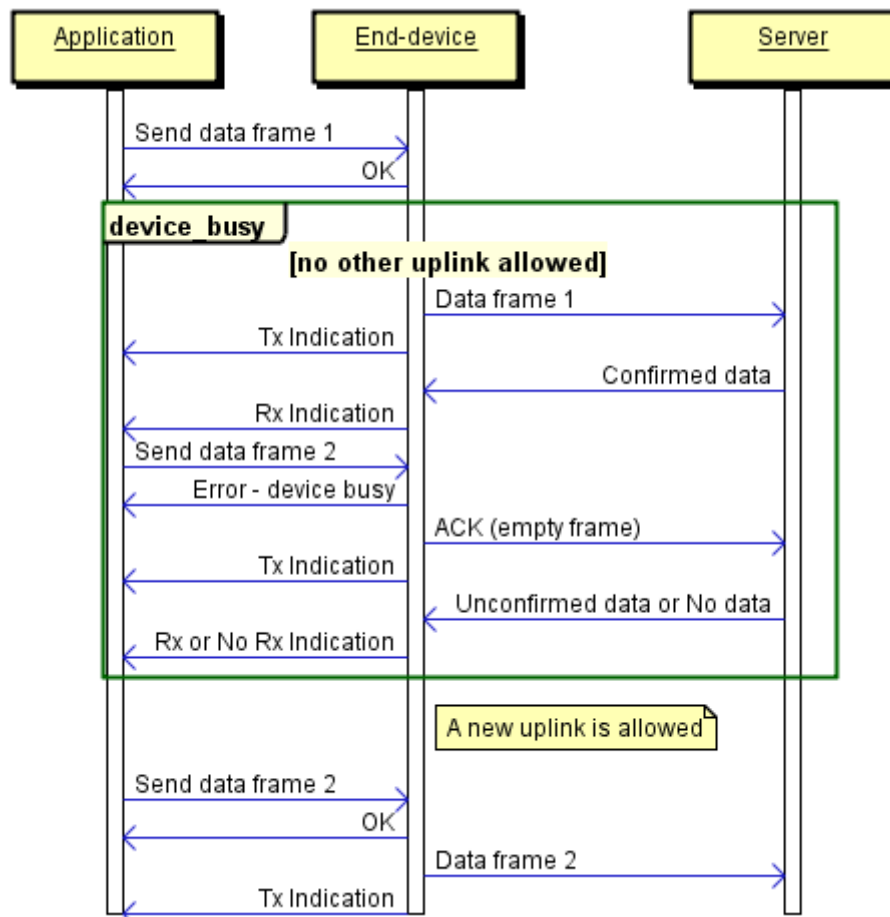 Application
End-device
Server
Send data frame 1
OK
device_busy
[no other uplink allowed]
Data frame 1
Tx Indication
Confirmed data
Rx Indication
Send data frame 2
Error - device busy
ACK (empty frame)
Tx Indication
Unconfirmed data or No data
Rx or No Rx Indication
A new uplink is allowed
Send data frame 2
OK
Data frame 2
Tx Indication